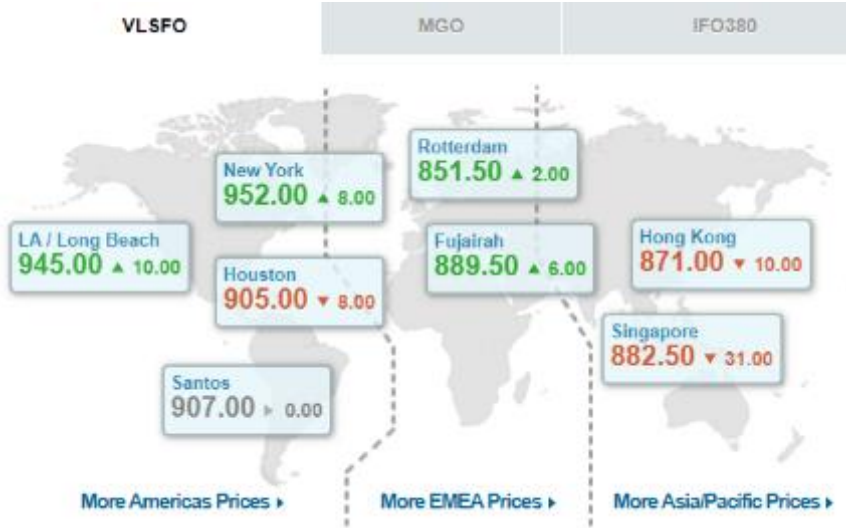 VLSFO
MGO
IFO380
New York
952.00 ▲ 8.00
Rotterdam
851.50 ▲ 2.00
LA / Long Beach
945.00 ▲ 10.00
Houston
905.00 ▼ 8.00
Fujairah
889.50 ▲ 6.00
Hong Kong
871.00 ▼ 10.00
Singapore
882.50 ▼ 31.00
Santos
907.00 ► 0.00
More Americas Prices ▸
More EMEA Prices ▸
More Asia/Pacific Prices ▸